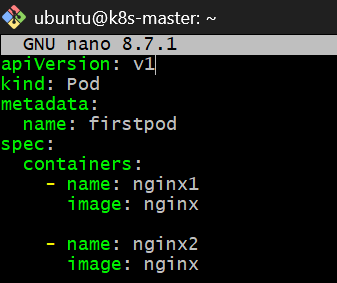 ubuntu@k8s-master: ~
GNU nano 8.7.1
apiVersion: v1
kind: Pod
metadata:
  name: firstpod
spec:
  containers:
    - name: nginx1
      image: nginx

    - name: nginx2
      image: nginx